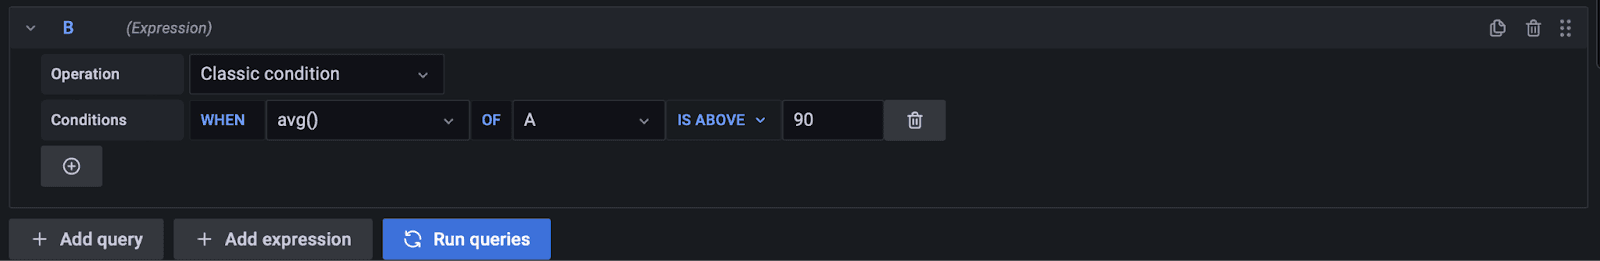 B (Expression)
Operation Classic condition
Conditions WHEN avg() OF A IS ABOVE 90
Add query Add expression Run queries